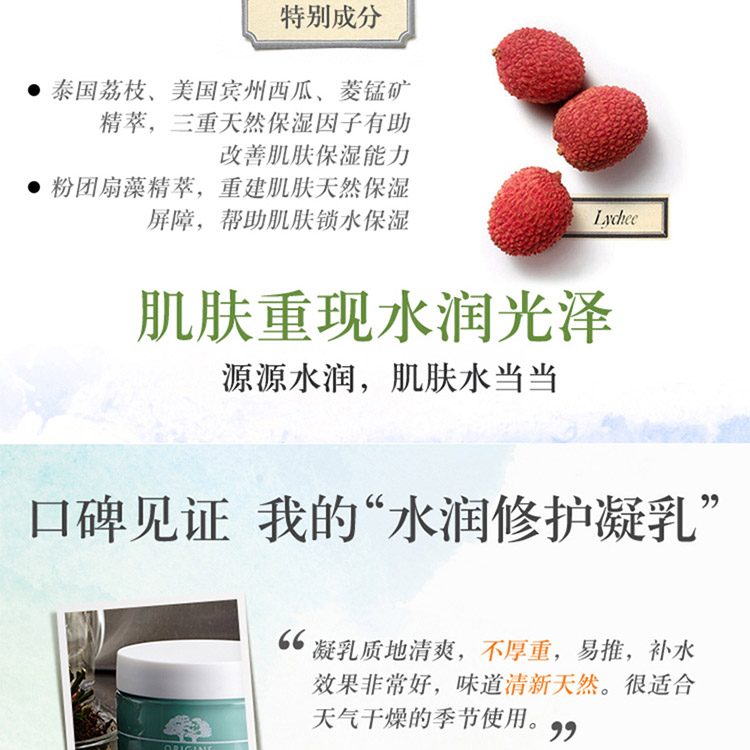 特别成分
● 泰国荔枝、美国宾州西瓜、菱锰矿
精萃，三重天然保湿因子有助
改善肌肤保湿能力
● 粉团扇藻精萃，重建肌肤天然保湿
屏障，帮助肌肤锁水保湿
Lychee
肌肤重现水润光泽
源源水润，肌肤水当当
口碑见证 我的“水润修护凝乳”
“凝乳质地清爽，不厚重，易推，补水
效果非常好，味道清新天然。很适合
天气干燥的季节使用。”
ORIGINS